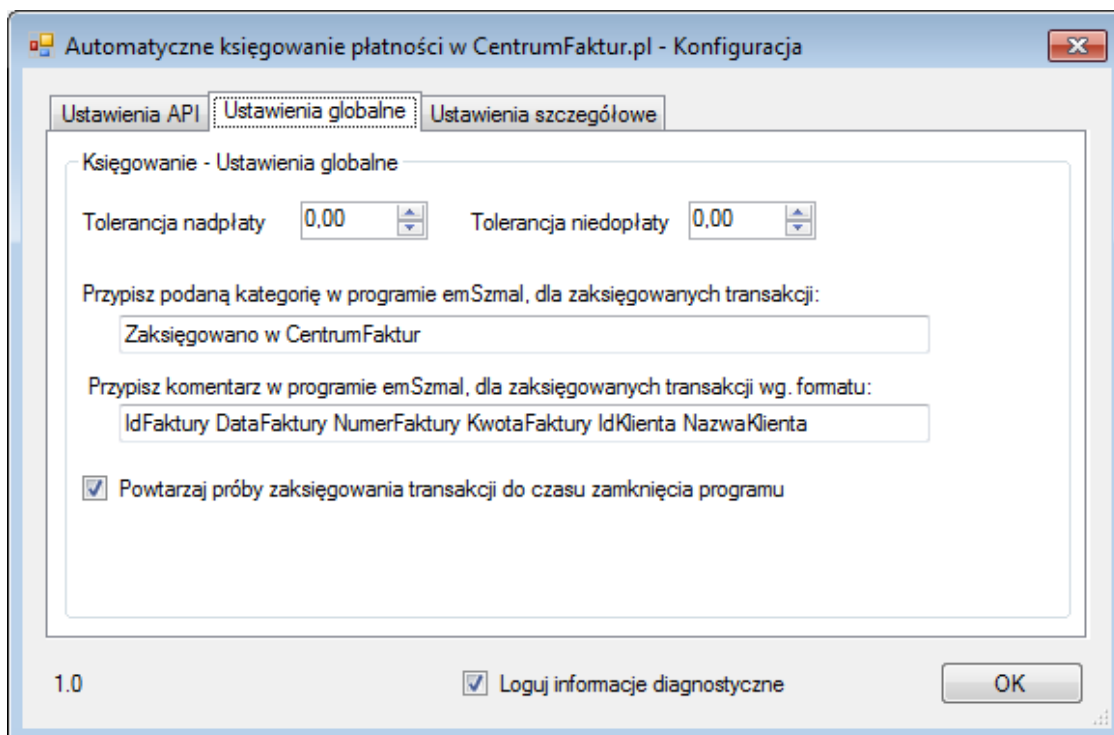 Automatyczne księgowanie płatności w CentrumFaktur.pl - Konfiguracja
Ustawienia API Ustawienia globalne Ustawienia szczegółowe
Księgowanie - Ustawienia globalne
Tolerancja nadpłaty 0,00 Tolerancja niedopłaty 0,00
Przypisz podaną kategorię w programie emSzmal, dla zaksięgowanych transakcji:
Zaksięgowano w CentrumFaktur
Przypisz komentarz w programie emSzmal, dla zaksięgowanych transakcji wg. formatu:
IdFaktury DataFaktury NumerFaktury KwotaFaktury IdKlienta NazwaKlienta
Powtarzaj próby zaksięgowania transakcji do czasu zamknięcia programu
1.0 Loguj informacje diagnostyczne OK